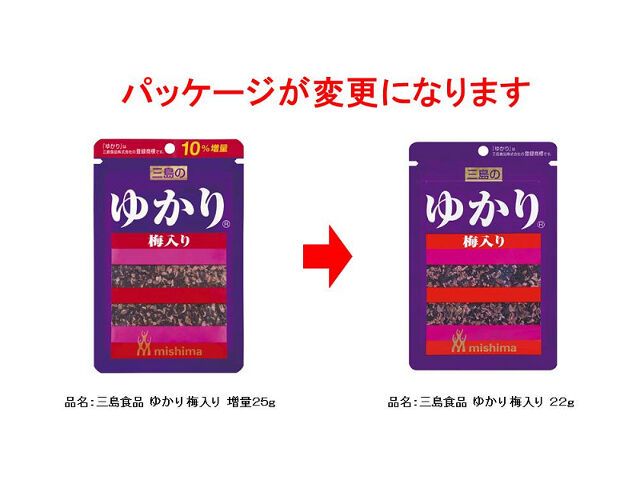 パッケージが変更になります
「ゆかり」は
三島食品株式会社の登録商標です。
10%増量
三島の
ゆかり®
梅入り
mishima
「ゆかり」は
三島食品株式会社の登録商標です。
三島の
ゆかり®
梅入り
mishima
品名：三島食品 ゆかり梅入り 増量25g
品名：三島食品 ゆかり梅入り 22g